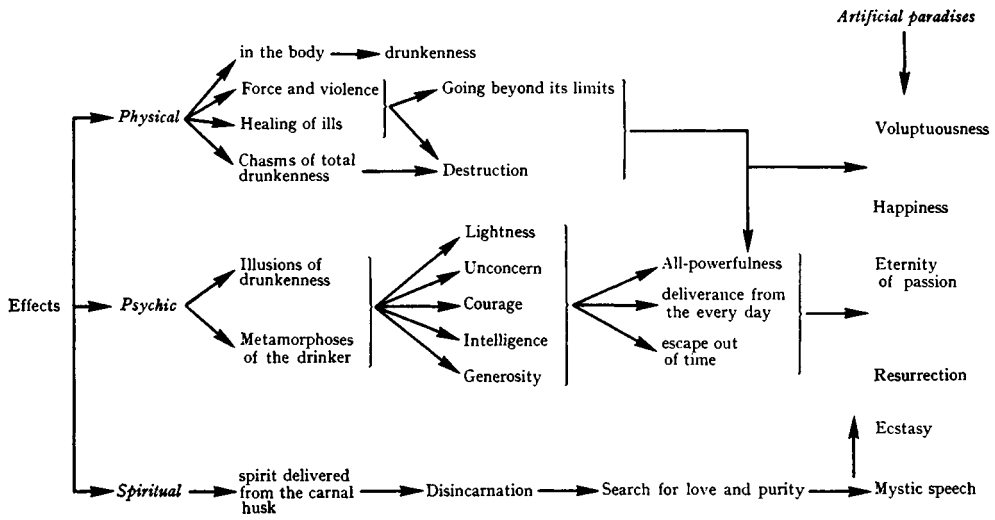 Artificial paradises
in the body
drunkenness
Force and violence
Going beyond its limits
Physical
Healing of ills
Voluptuousness
Chasms of total
drunkenness
Destruction
Happiness
Lightness
Illusions of
drunkenness
Unconcern
All-powerfulness
Eternity
of passion
Effects
Psychic
Courage
deliverance from
the every day
Metamorphoses
of the drinker
Intelligence
escape out
of time
Generosity
Resurrection
Ecstasy
Spiritual
spirit delivered
from the carnal
husk
Disincarnation
Search for love and purity
Mystic speech